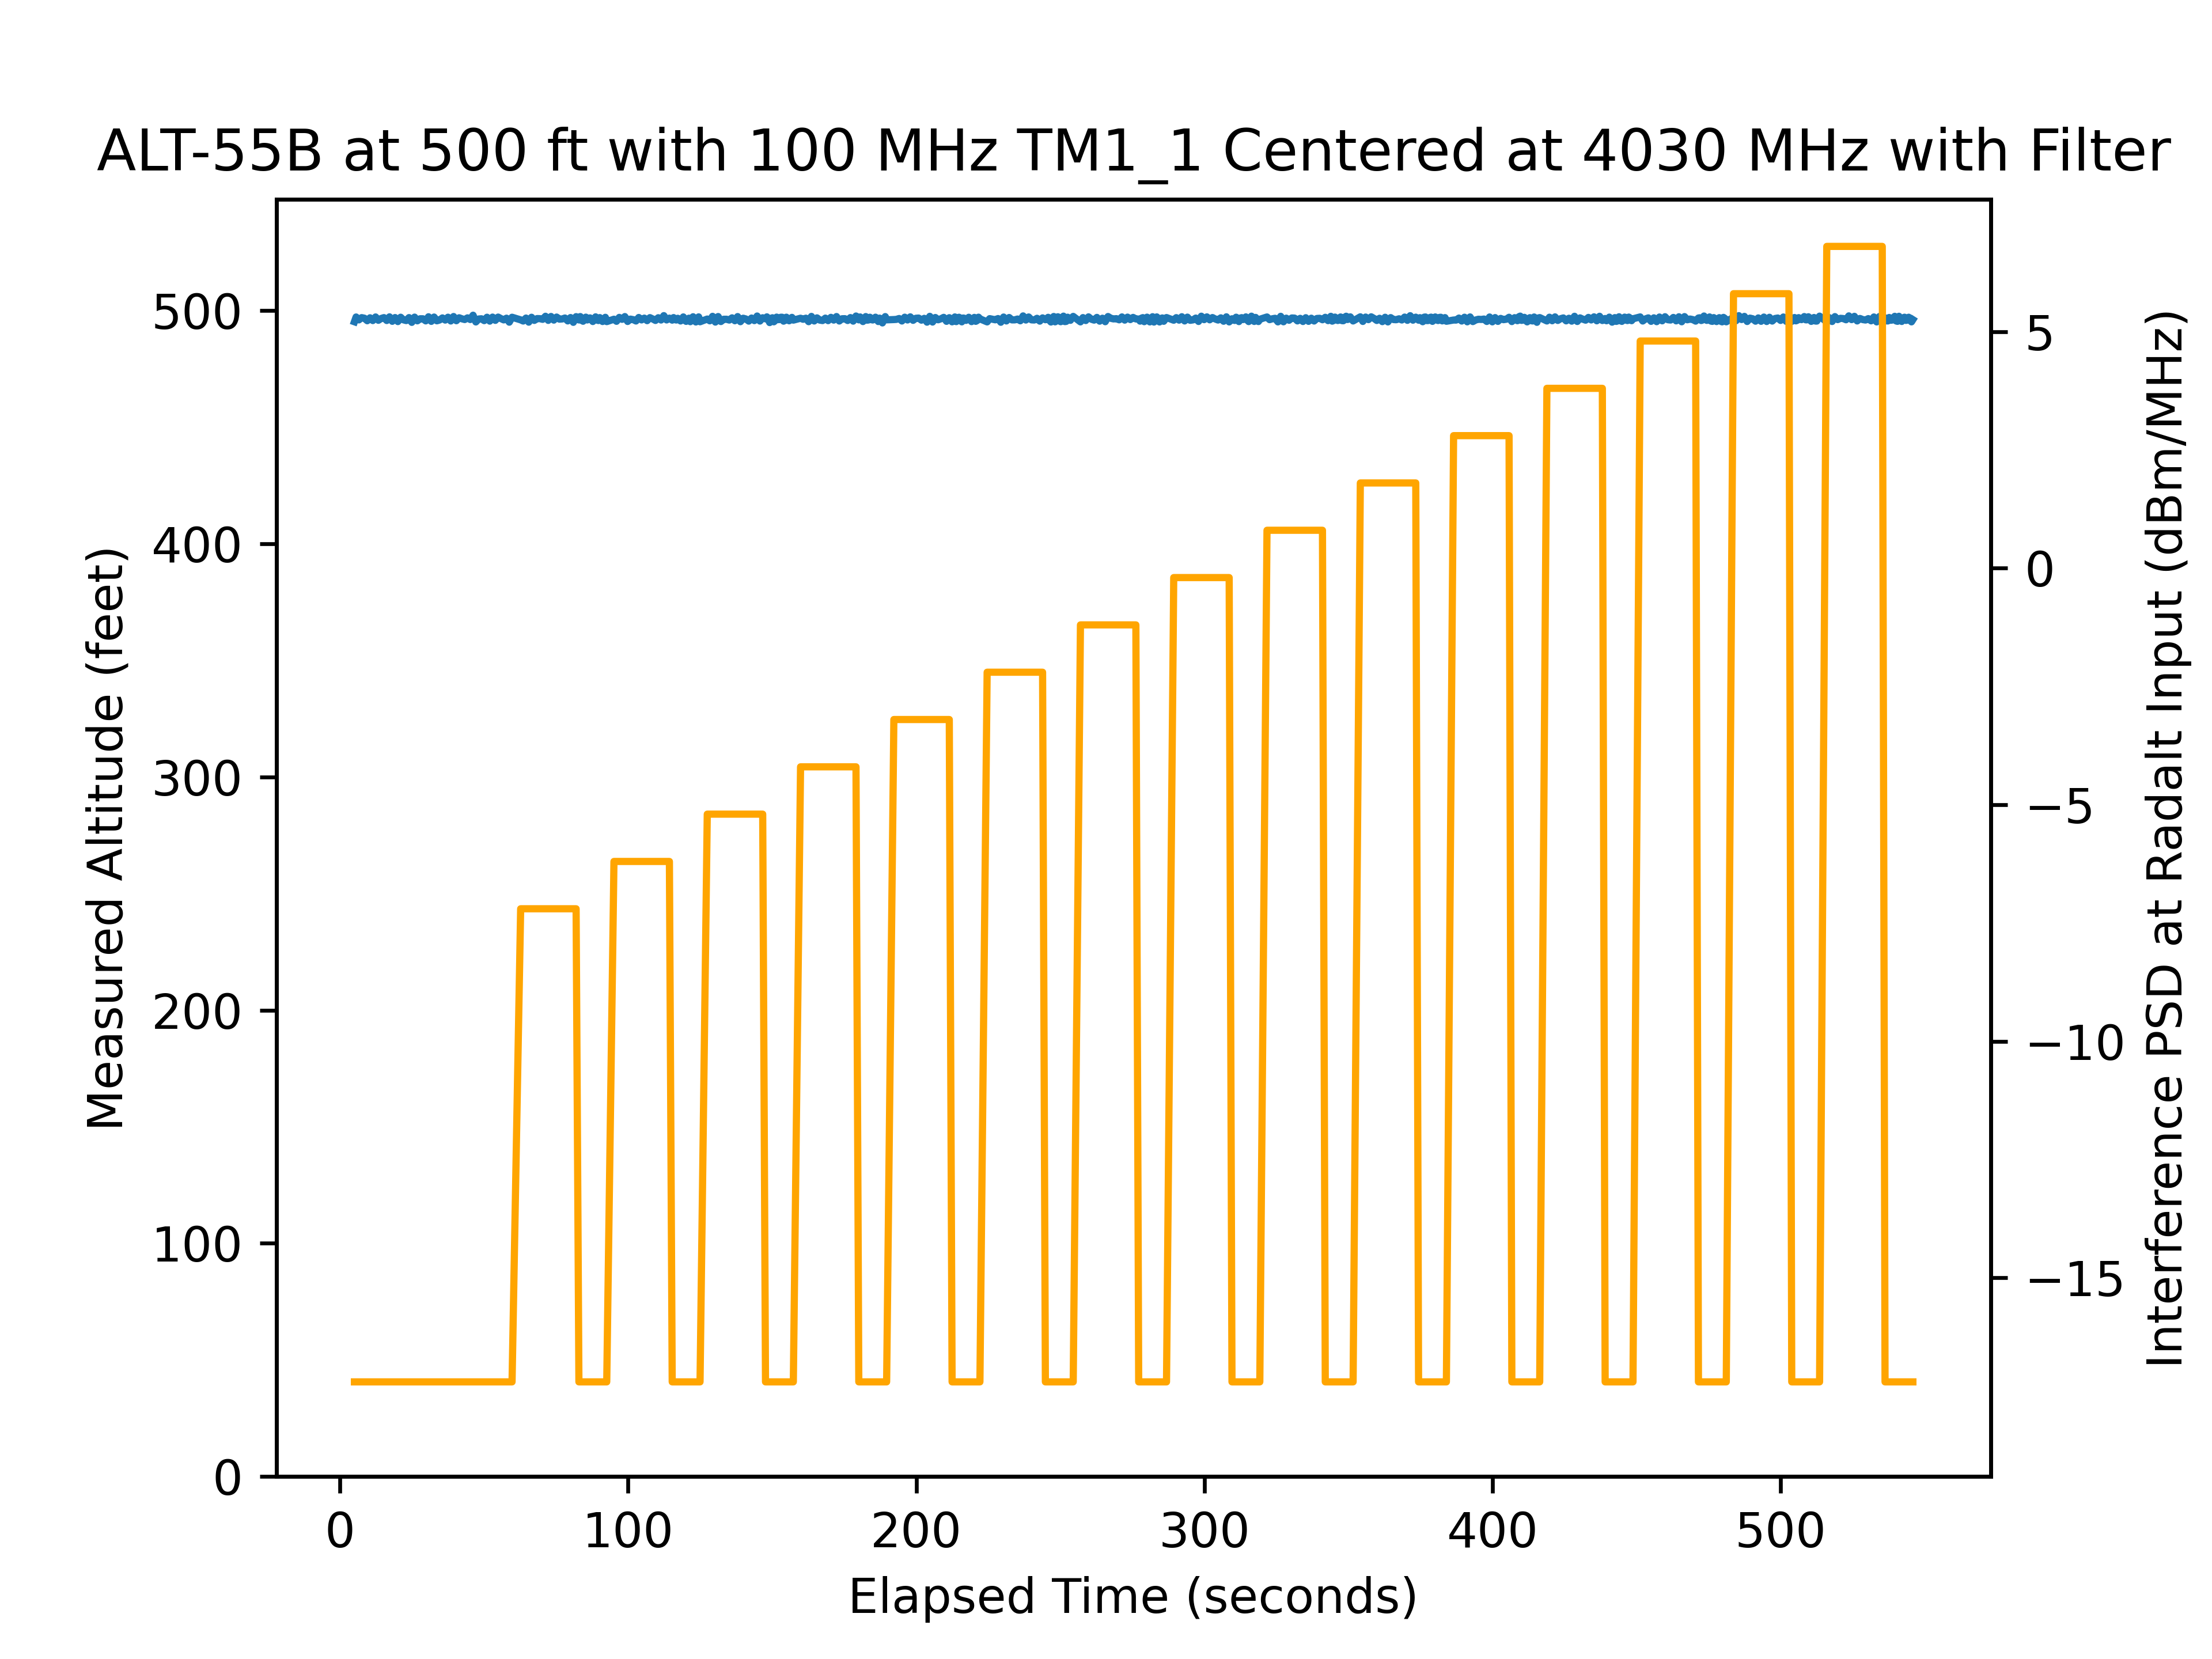 ALT-55B at 500 ft with 100 MHz TM1_1 Centered at 4030 MHz with Filter
Measured Altitude (feet)
500
400
300
200
100
0
0 100 200 300 400 500
Elapsed Time (seconds)
5
0
−5
−10
−15
Interference PSD at Radalt Input (dBm/MHz)